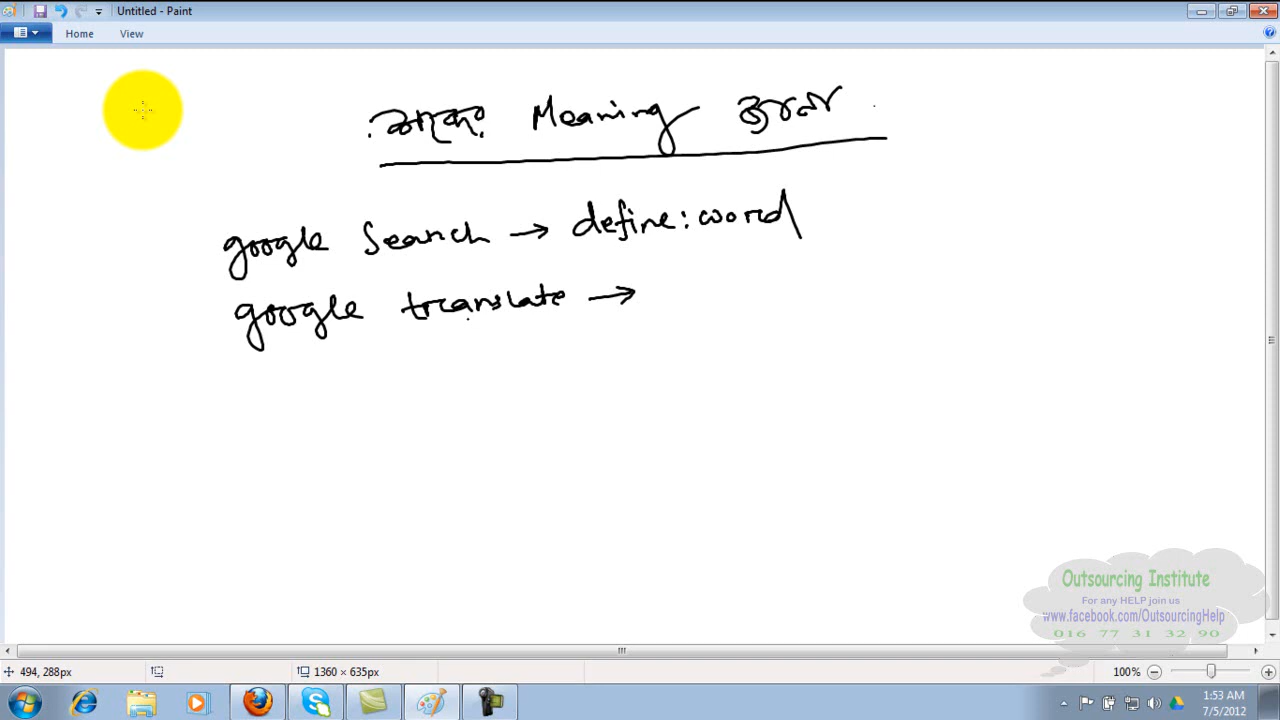 Untitled - Paint
Home View
Meaning
google Search → define:word
google translate →
Outsourcing Institute
For any HELP join us
www.facebook.com/OutsourcingHelp
016 77 31 32 90
494, 288px 1360 × 635px 100%
1:53 AM
7/5/2012